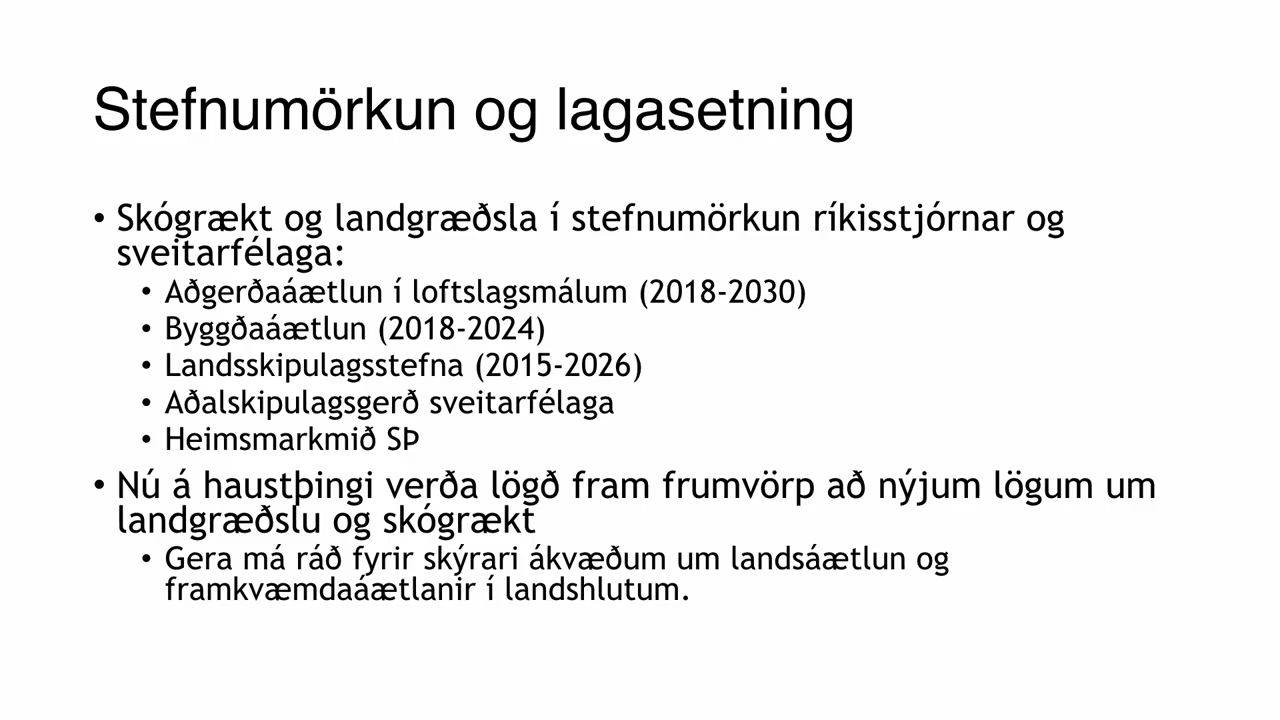 Stefnumörkun og lagasetning
• Skógrækt og landgræðsla í stefnumörkun ríkisstjórnar og
sveitarfélaga:
• Aðgerðaáætlun í loftslagsmálum (2018-2030)
• Byggðaáætlun (2018-2024)
• Landsskipulagsstefna (2015-2026)
• Aðalskipulagsgerð sveitarfélaga
• Heimsmarkmið SÞ
• Nú á haustþingi verða lögð fram frumvörp að nýjum lögum um
landgræðslu og skógrækt
• Gera má ráð fyrir skýrari ákvæðum um landsáætlun og
framkvæmdaáætlanir í landshlutum.